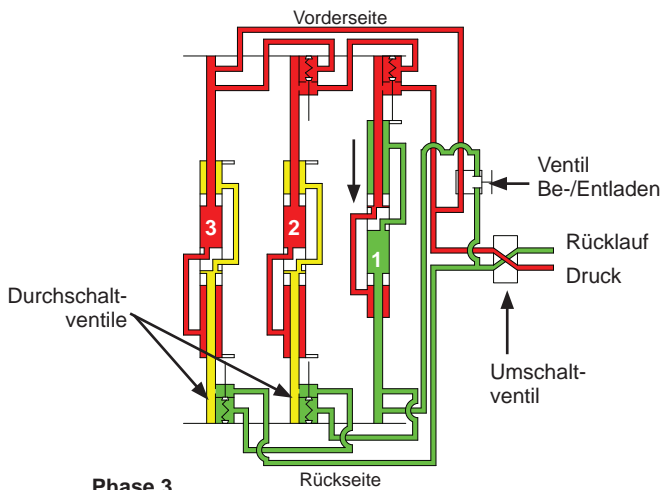 Vorderseite
Ventil
Be-/Entladen
3
2
1
Rücklauf
Druck
Durchschalt-
ventile
Umschalt-
ventil
Phase 3
Rückseite